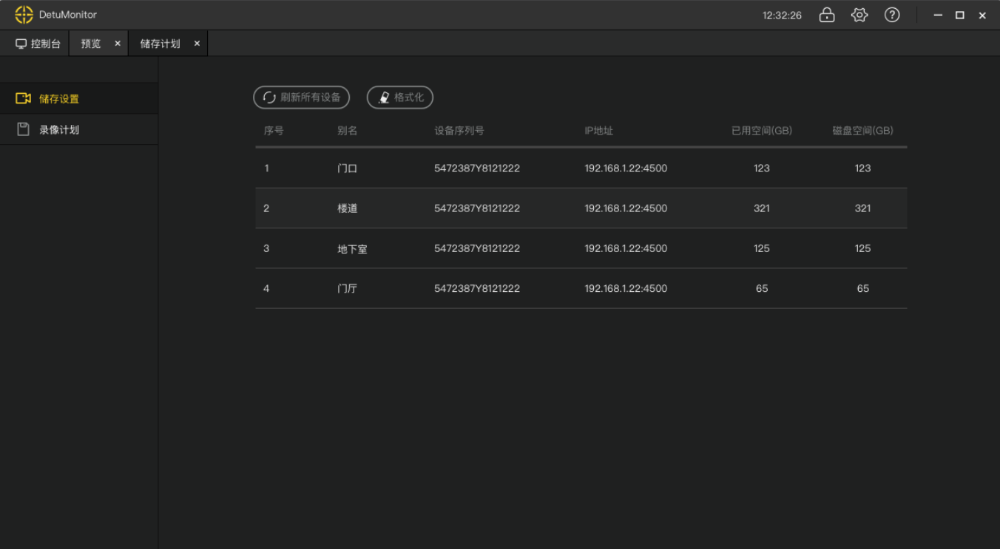 DetuMonitor 12:32:26
控制台 预览 储存计划
储存设置
录像计划
刷新所有设备 格式化
序号 别名 设备序列号 IP地址 已用空间(GB) 磁盘空间(GB)
1 门口 5472387Y8121222 192.168.1.22:4500 123 123
2 楼道 5472387Y8121222 192.168.1.22:4500 321 321
3 地下室 5472387Y8121222 192.168.1.22:4500 125 125
4 门厅 5472387Y8121222 192.168.1.22:4500 65 65